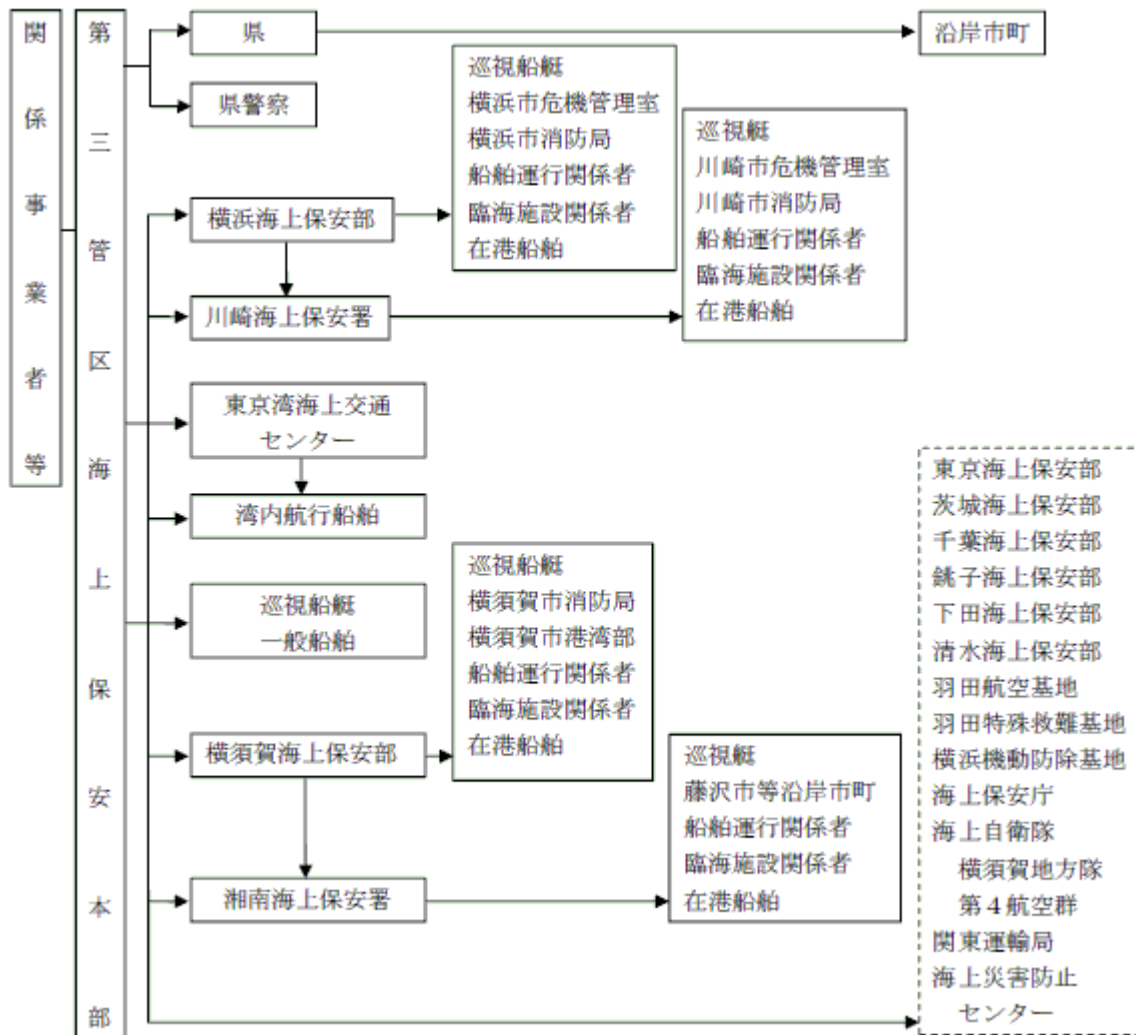 関係事業者等
第三管区海上保安本部
県
沿岸市町
県警察
横浜海上保安部
巡視船艇
横浜市危機管理室
横浜市消防局
船舶運行関係者
臨海施設関係者
在港船舶
川崎海上保安署
巡視艇
川崎市危機管理室
川崎市消防局
船舶運行関係者
臨海施設関係者
在港船舶
東京湾海上交通
センター
湾内航行船舶
巡視船艇
一般船舶
横須賀海上保安部
巡視船艇
横須賀市消防局
横須賀市港湾部
船舶運行関係者
臨海施設関係者
在港船舶
湘南海上保安署
巡視艇
藤沢市等沿岸市町
船舶運行関係者
臨海施設関係者
在港船舶
東京海上保安部
茨城海上保安部
千葉海上保安部
銚子海上保安部
下田海上保安部
清水海上保安部
羽田航空基地
羽田特殊救難基地
横浜機動防除基地
海上保安庁
海上自衛隊
横須賀地方隊
第4航空群
関東運輸局
海上災害防止
センター